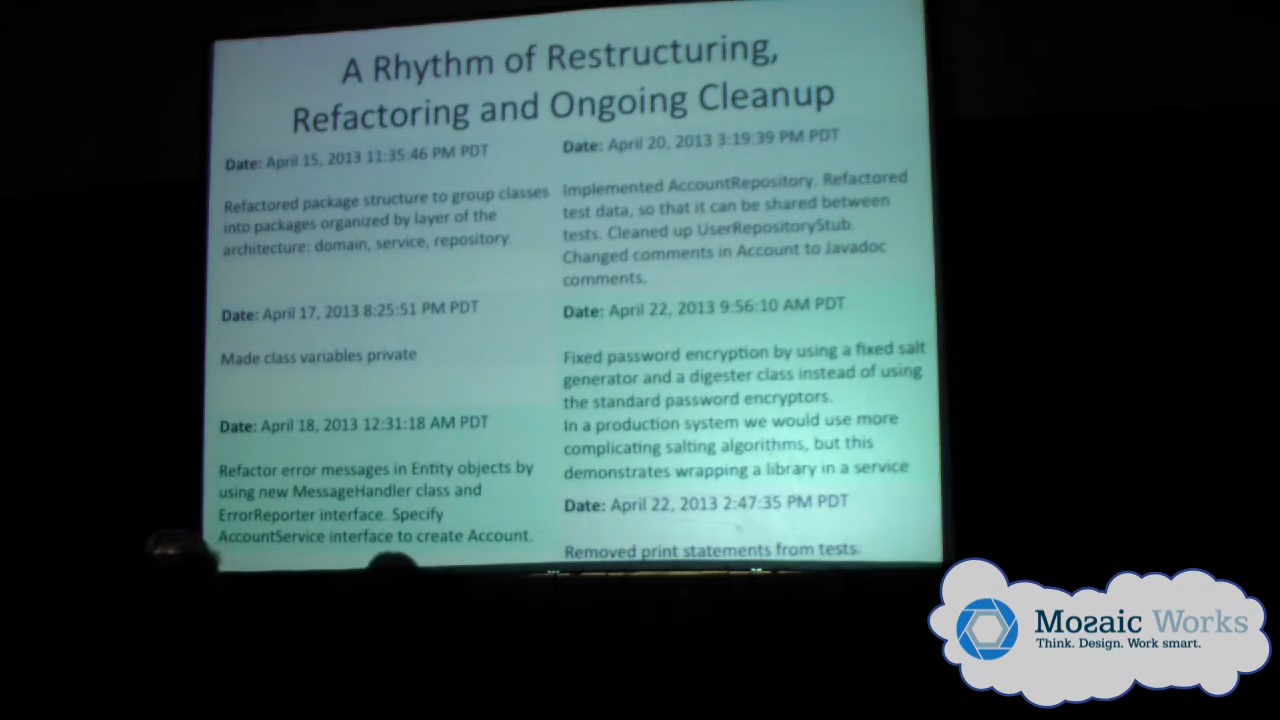 A Rhythm of Restructuring,
Refactoring and Ongoing Cleanup
Date: April 15, 2013 11:35:46 PM PDT
Refactored package structure to group classes
into packages organized by layer of the
architecture: domain, service, repository
Date: April 17, 2013 8:25:51 PM PDT
Made class variables private
Date: April 18, 2013 12:31:18 AM PDT
Refactor error messages in Entity objects by
using new MessageHandler class and
ErrorReporter interface. Specify
AccountService interface to create Account.
Date: April 20, 2013 3:19:39 PM PDT
Implemented AccountRepository. Refactored
test data, so that it can be shared between
tests. Cleaned up UserRepositoryStub.
Changed comments in Account to Javadoc
comments.
Date: April 22, 2013 9:56:10 AM PDT
Fixed password encryption by using a fixed salt
generator and a digester class instead of using
the standard password encryptors.
In a production system we would use more
complicating salting algorithms, but this
demonstrates wrapping a library in a service
Date: April 22, 2013 2:47:35 PM PDT
Removed print statements from tests.
Mosaic Works
Think. Design. Work smart.